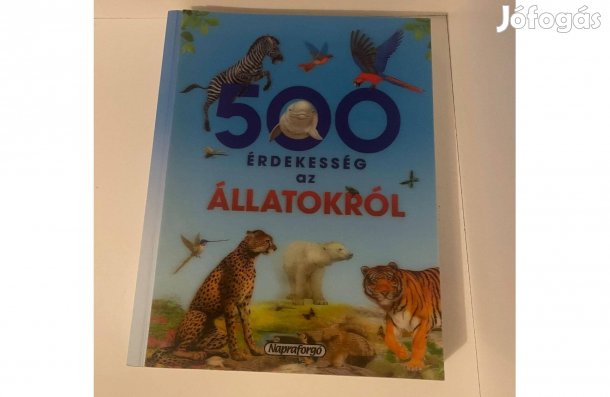 Jófogás
500
ÉRDEKESSÉG
az
ÁLLATOKRÓL
Napraforgó